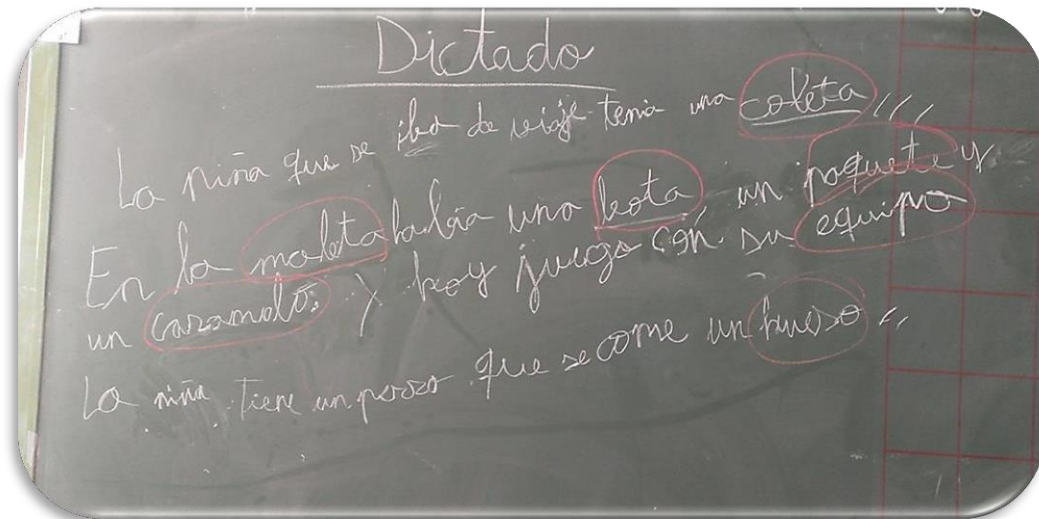 Dictado
La niña que se iba de viaje tenia una coleta
En la maleta había una bota un paquete y
un caramelo; y hoy juego con su equipo
La niña tiene un perro que se come un hueso